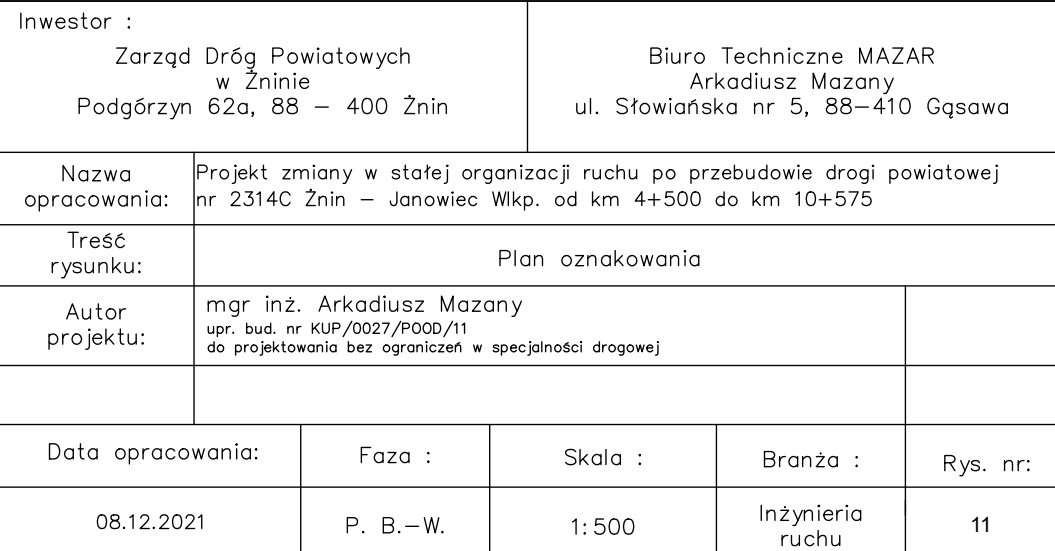 Inwestor :
Zarząd Dróg Powiatowych
w Żninie
Podgórzyn 62a, 88 – 400 Żnin
Biuro Techniczne MAZAR
Arkadiusz Mazany
ul. Słowiańska nr 5, 88–410 Gąsawa
Nazwa
opracowania:
Projekt zmiany w stałej organizacji ruchu po przebudowie drogi powiatowej
nr 2314C Żnin – Janowiec Wlkp. od km 4+500 do km 10+575
Treść
rysunku:
Plan oznakowania
Autor
projektu:
mgr inż. Arkadiusz Mazany
upr. bud. nr KUP/0027/POOD/11
do projektowania bez ograniczeń w specjalności drogowej
Data opracowania:
Faza :
Skala :
Branża :
Rys. nr:
08.12.2021
P. B.–W.
1:500
Inżynieria
ruchu
11